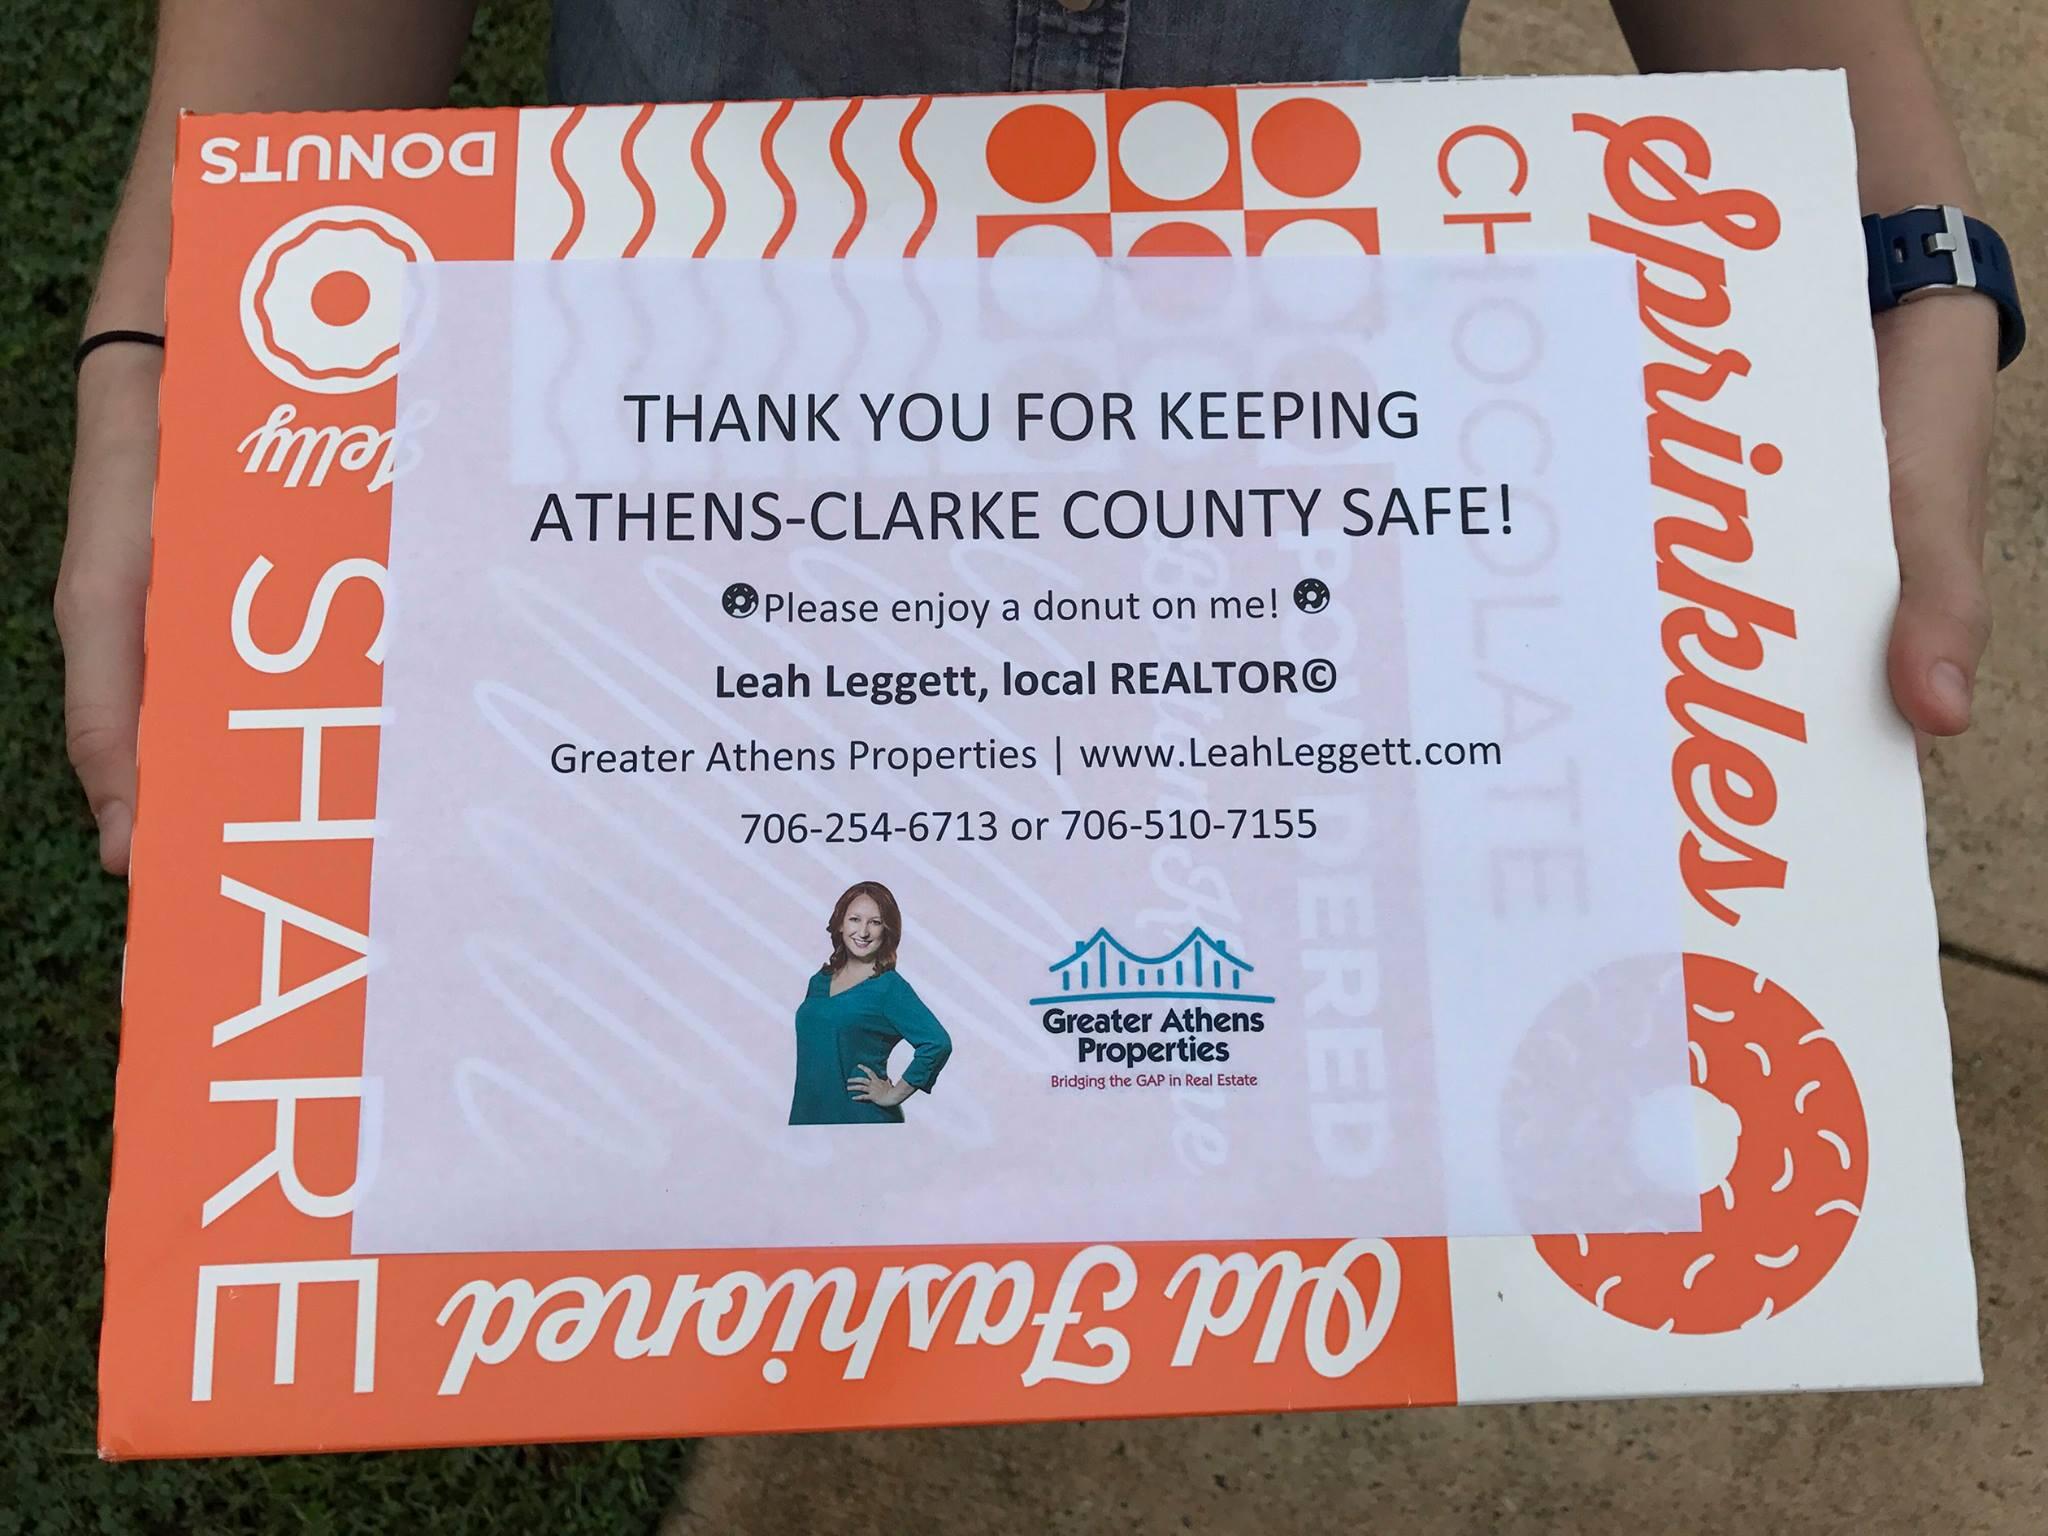 DONUTS
Jelly
SHARE
CHOCOLATE
Sprinkles
THANK YOU FOR KEEPING
ATHENS-CLARKE COUNTY SAFE!
Please enjoy a donut on me!
Leah Leggett, local REALTOR©
Greater Athens Properties | www.LeahLeggett.com
706-254-6713 or 706-510-7155
Greater Athens
Properties
Bridging the GAP in Real Estate
POWDERED
Old Fashioned